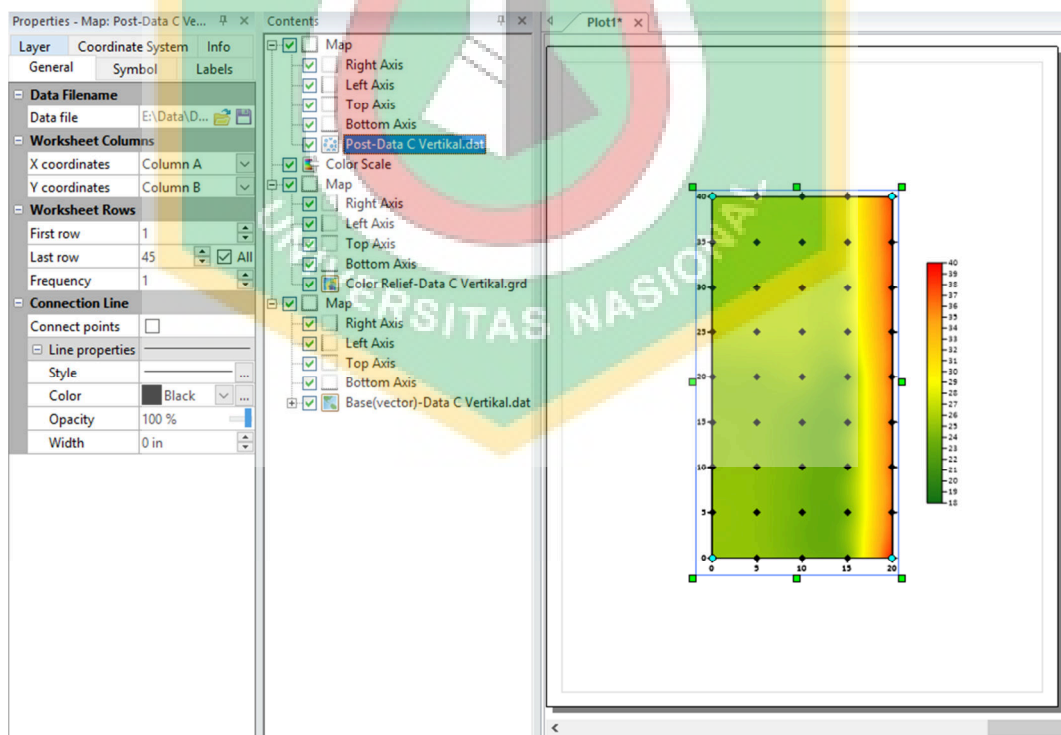 Properties - Map: Post-Data C Ve...
Layer Coordinate System Info
General Symbol Labels
Data Filename
Data file E:\Data\D...
Worksheet Columns
X coordinates Column A
Y coordinates Column B
Worksheet Rows
First row 1
Last row 45 All
Frequency 1
Connection Line
Connect points
Line properties
Style ...
Color Black ...
Opacity 100 %
Width 0 in
Contents
Map
Right Axis
Left Axis
Top Axis
Bottom Axis
Post-Data C Vertikal.dat
Color Scale
Map
Right Axis
Left Axis
Top Axis
Bottom Axis
Color Relief-Data C Vertikal.grd
Map
Right Axis
Left Axis
Top Axis
Bottom Axis
Base(vector)-Data C Vertikal.dat
UNIVERSITAS NASIONAL
Plot1*
40
35
30
25
20
15
10
5
0
0 5 10 15 20
40
39
38
37
36
35
34
33
32
31
30
29
28
27
26
25
24
23
22
21
20
19
18